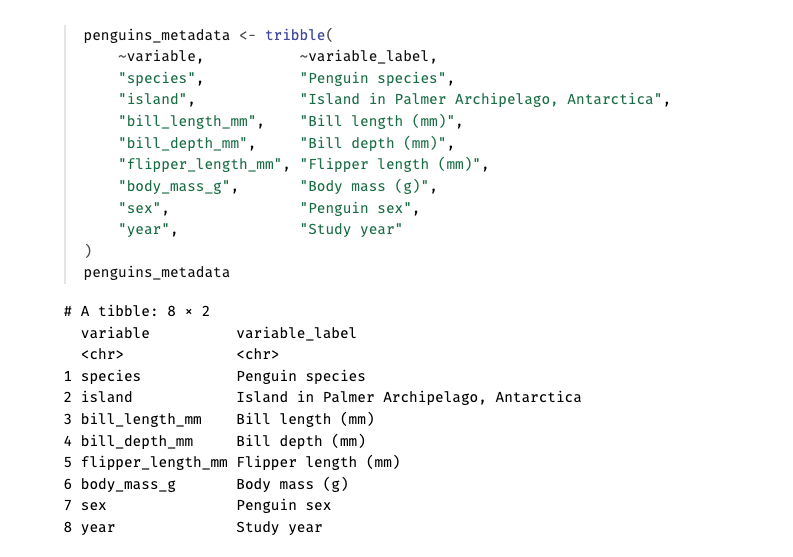 penguins_metadata <- tribble(
    ~variable,           ~variable_label,
    "species",           "Penguin species",
    "island",            "Island in Palmer Archipelago, Antarctica",
    "bill_length_mm",    "Bill length (mm)",
    "bill_depth_mm",     "Bill depth (mm)",
    "flipper_length_mm", "Flipper length (mm)",
    "body_mass_g",       "Body mass (g)",
    "sex",               "Penguin sex",
    "year",              "Study year"
)
penguins_metadata
# A tibble: 8 × 2
  variable          variable_label
  <chr>             <chr>
1 species           Penguin species
2 island            Island in Palmer Archipelago, Antarctica
3 bill_length_mm    Bill length (mm)
4 bill_depth_mm     Bill depth (mm)
5 flipper_length_mm Flipper length (mm)
6 body_mass_g       Body mass (g)
7 sex               Penguin sex
8 year              Study year